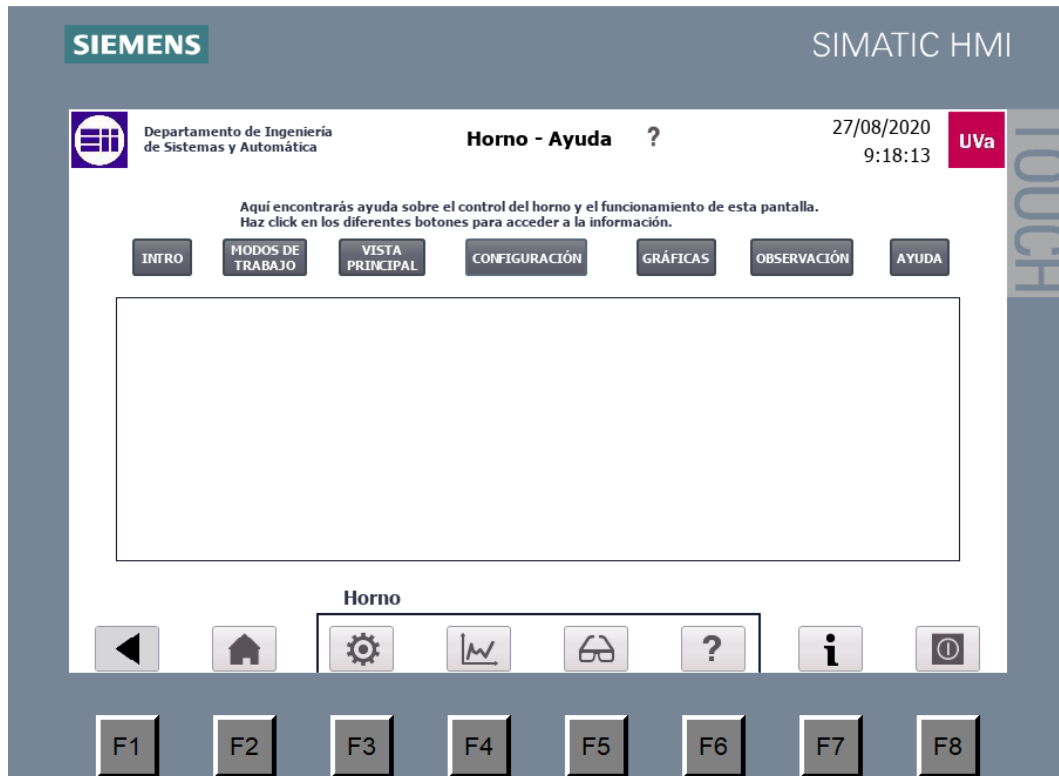 SIEMENS
SIMATIC HMI
TOUCH
Departamento de Ingeniería
de Sistemas y Automática
Horno - Ayuda ?
27/08/2020
9:18:13
UVa
Aquí encontrarás ayuda sobre el control del horno y el funcionamiento de esta pantalla.
Haz click en los diferentes botones para acceder a la información.
INTRO
MODOS DE
TRABAJO
VISTA
PRINCIPAL
CONFIGURACIÓN
GRÁFICAS
OBSERVACIÓN
AYUDA
Horno
?
i
F1 F2 F3 F4 F5 F6 F7 F8